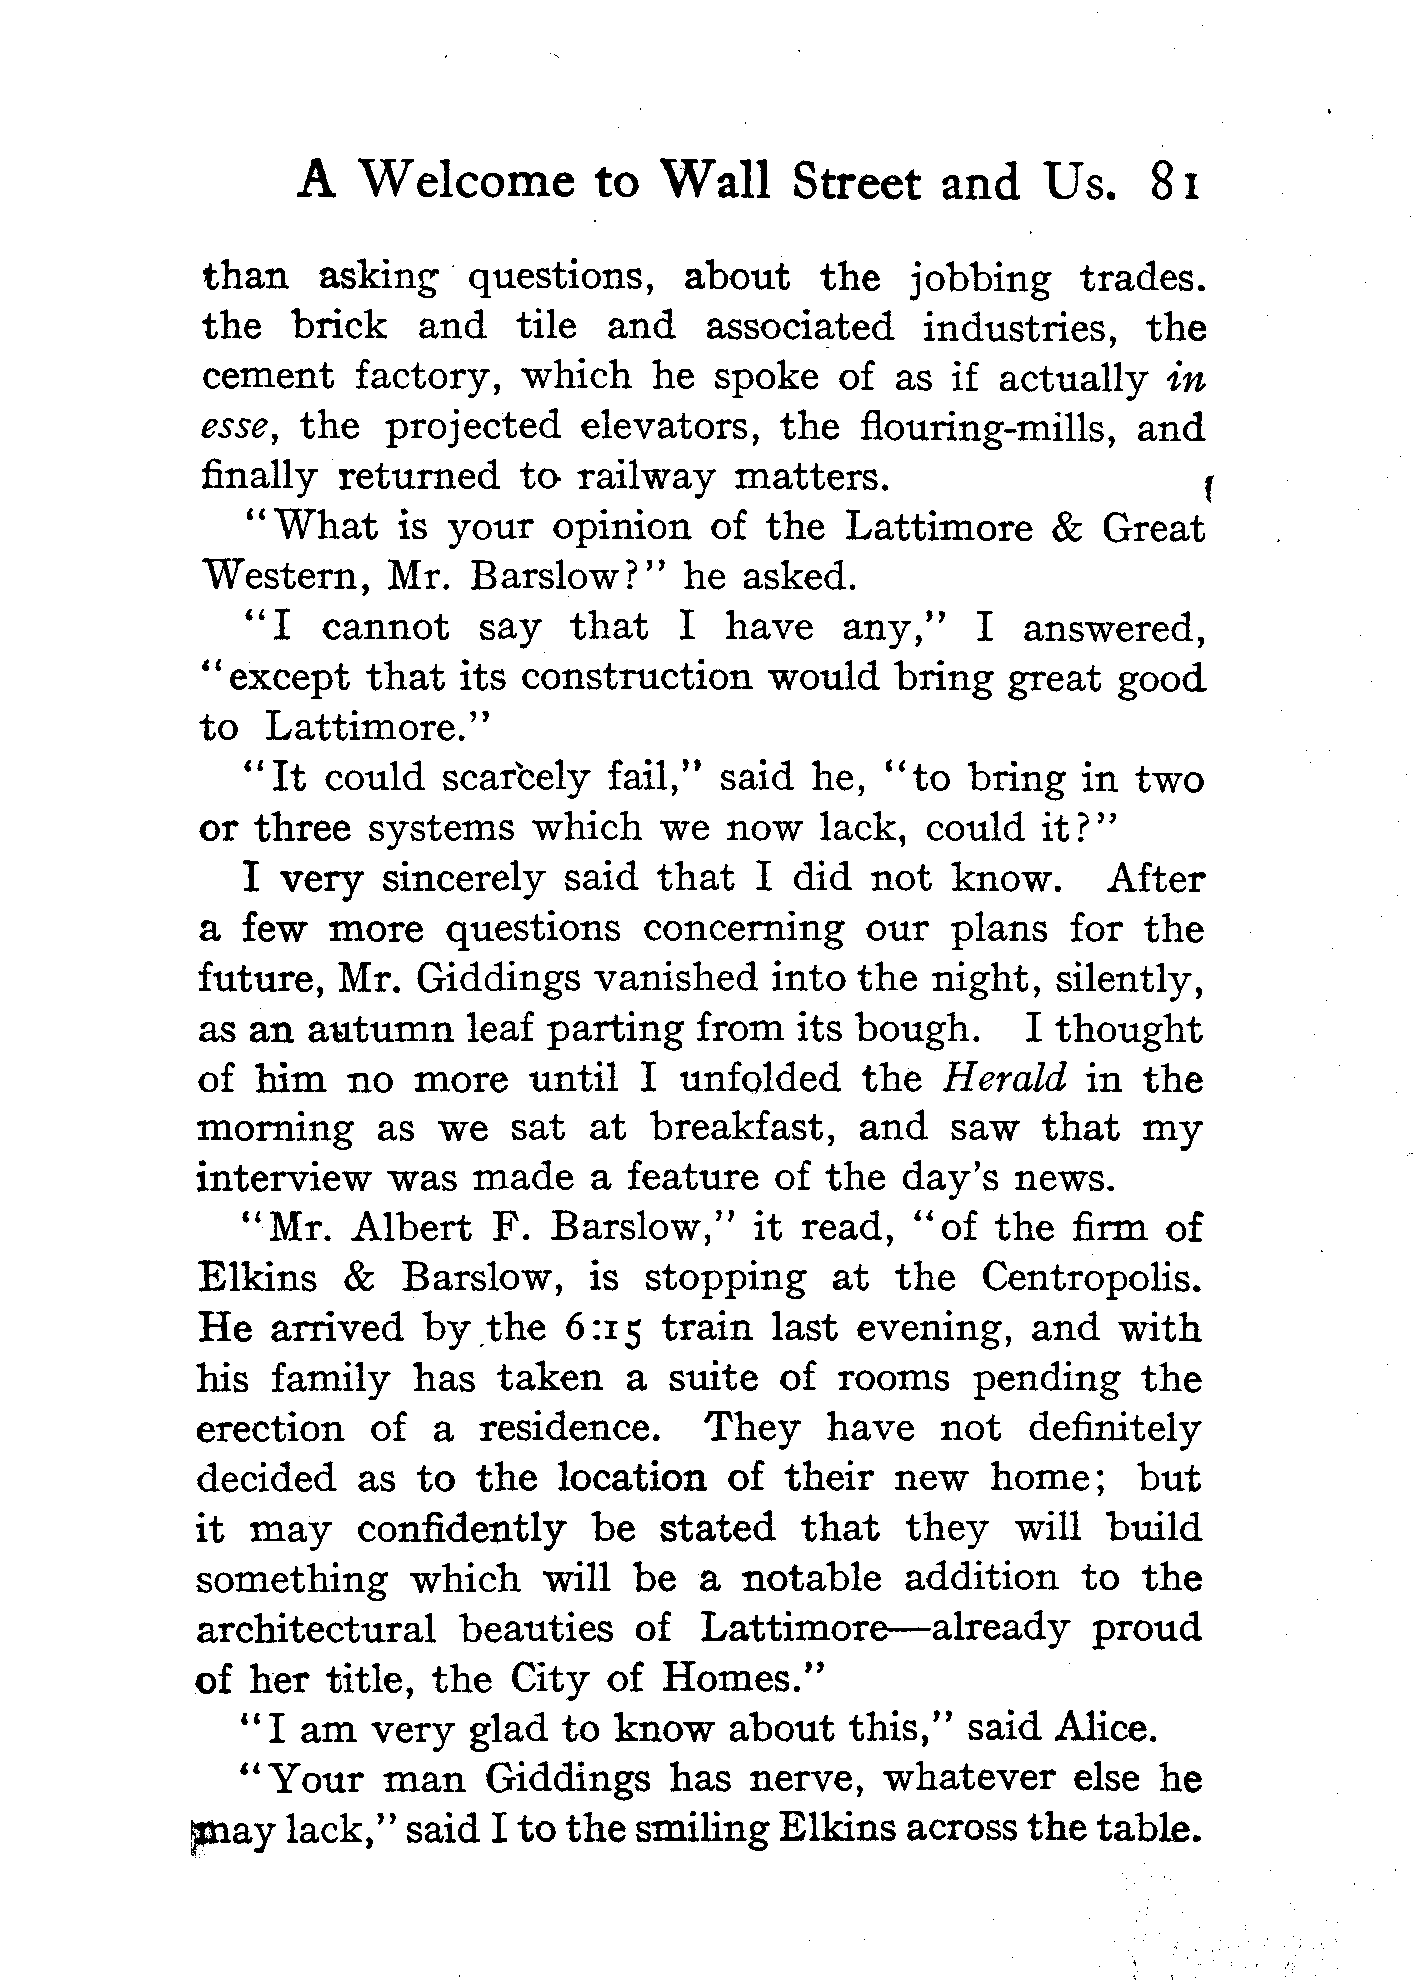 A Welcome to Wall Street and Us. 81
than asking questions, about the jobbing trades.
the brick and tile and associated industries, the
cement factory, which he spoke of as if actually in
esse, the projected elevators, the flouring-mills, and
finally returned to railway matters.
"What is your opinion of the Lattimore & Great
Western, Mr. Barslow?" he asked.
"I cannot say that I have any," I answered,
"except that its construction would bring great good
to Lattimore."
"It could scarcely fail," said he, "to bring in two
or three systems which we now lack, could it?"
I very sincerely said that I did not know. After
a few more questions concerning our plans for the
future, Mr. Giddings vanished into the night, silently,
as an autumn leaf parting from its bough. I thought
of him no more until I unfolded the Herald in the
morning as we sat at breakfast, and saw that my
interview was made a feature of the day's news.
"Mr. Albert F. Barslow," it read, "of the firm of
Elkins & Barslow, is stopping at the Centropolis.
He arrived by the 6:15 train last evening, and with
his family has taken a suite of rooms pending the
erection of a residence. They have not definitely
decided as to the location of their new home; but
it may confidently be stated that they will build
something which will be a notable addition to the
architectural beauties of Lattimore—already proud
of her title, the City of Homes."
"I am very glad to know about this," said Alice.
"Your man Giddings has nerve, whatever else he
may lack," said I to the smiling Elkins across the table.